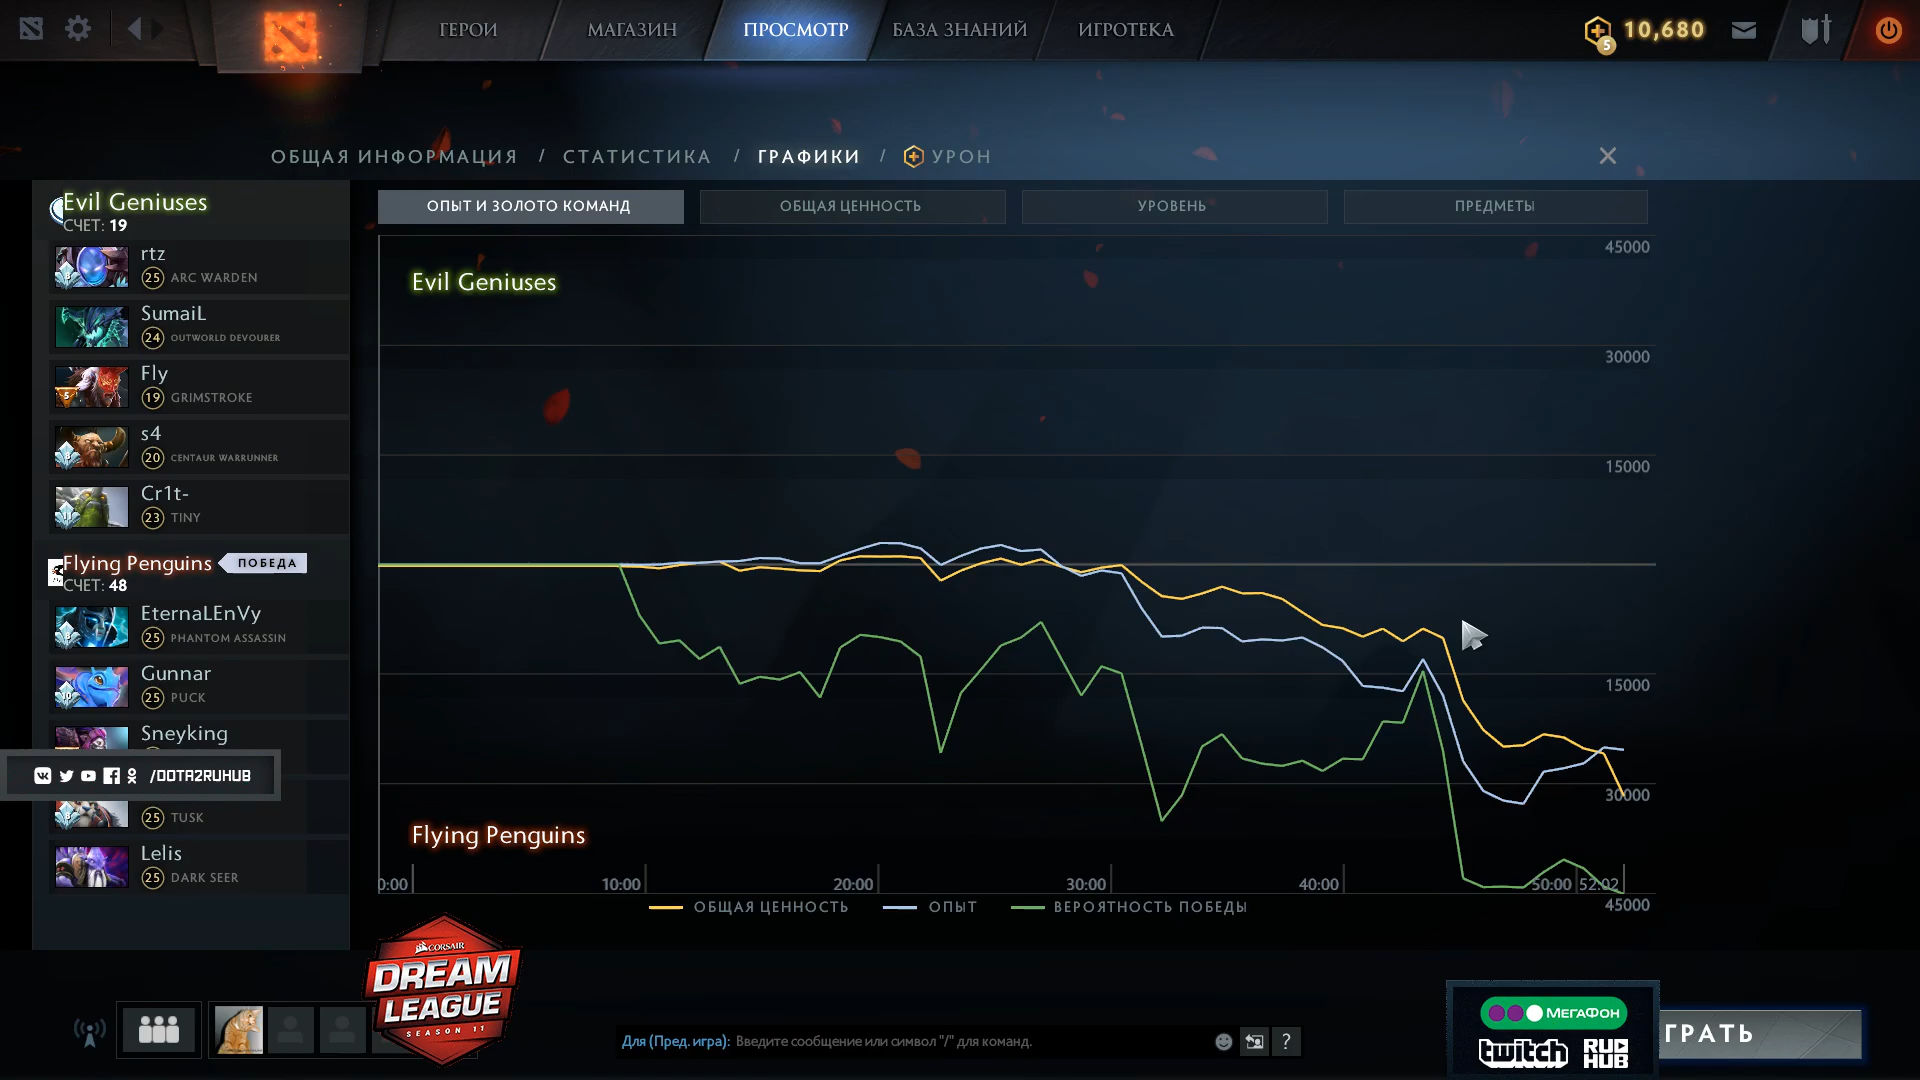 ГЕРОИ
МАГАЗИН
ПРОСМОТР
БАЗА ЗНАНИЙ
ИГРОТЕКА
5
10,680
ОБЩАЯ ИНФОРМАЦИЯ / СТАТИСТИКА / ГРАФИКИ / УРОН
Evil Geniuses
СЧЕТ: 19
rtz
25 ARC WARDEN
SumaiL
24 OUTWORLD DEVOURER
Fly
5
19 GRIMSTROKE
s4
20 CENTAUR WARRUNNER
Cr1t-
23 TINY
Flying Penguins ПОБЕДА
СЧЕТ: 48
EternaLEnVy
25 PHANTOM ASSASSIN
Gunnar
25 PUCK
Sneyking
/DOTA2RUHUB
25 TUSK
Lelis
25 DARK SEER
ОПЫТ И ЗОЛОТО КОМАНД
ОБЩАЯ ЦЕННОСТЬ
УРОВЕНЬ
ПРЕДМЕТЫ
45000
Evil Geniuses
30000
15000
15000
30000
Flying Penguins
0:00 10:00 20:00 30:00 40:00 50:00 52:02
45000
ОБЩАЯ ЦЕННОСТЬ ОПЫТ ВЕРОЯТНОСТЬ ПОБЕДЫ
CORSAIR
DREAM
LEAGUE
SEASON 11
Для (Пред. игра): Введите сообщение или символ "/" для команд.
?
МЕГАФОН
twitch
RUHUB
ГРАТЬ